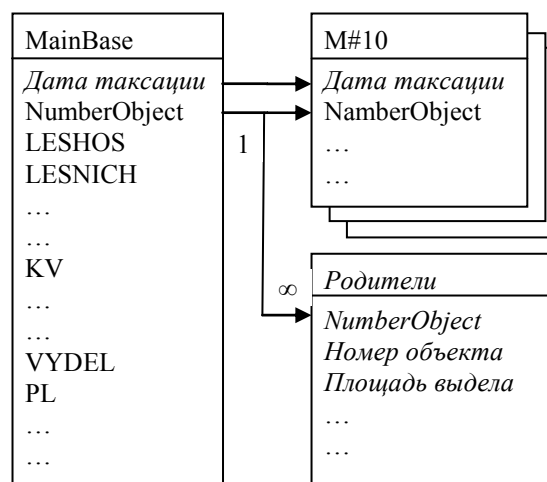 MainBase
Дата таксации
NumberObject
LESHOS
LESNICH
…
…
KV
…
…
VYDEL
PL
…
…
1
∞
M#10
Дата таксации
NamberObject
…
…
Родители
NumberObject
Номер объекта
Площадь выдела
…
…